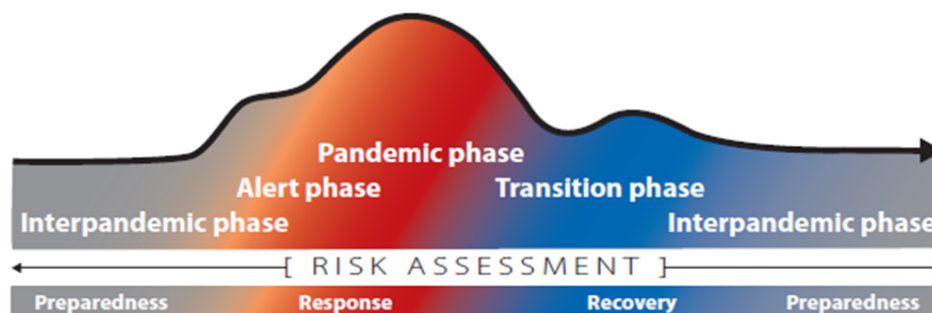 Pandemic phase
Alert phase
Transition phase
Interpandemic phase
Interpandemic phase
[ RISK ASSESSMENT ]
Preparedness
Response
Recovery
Preparedness